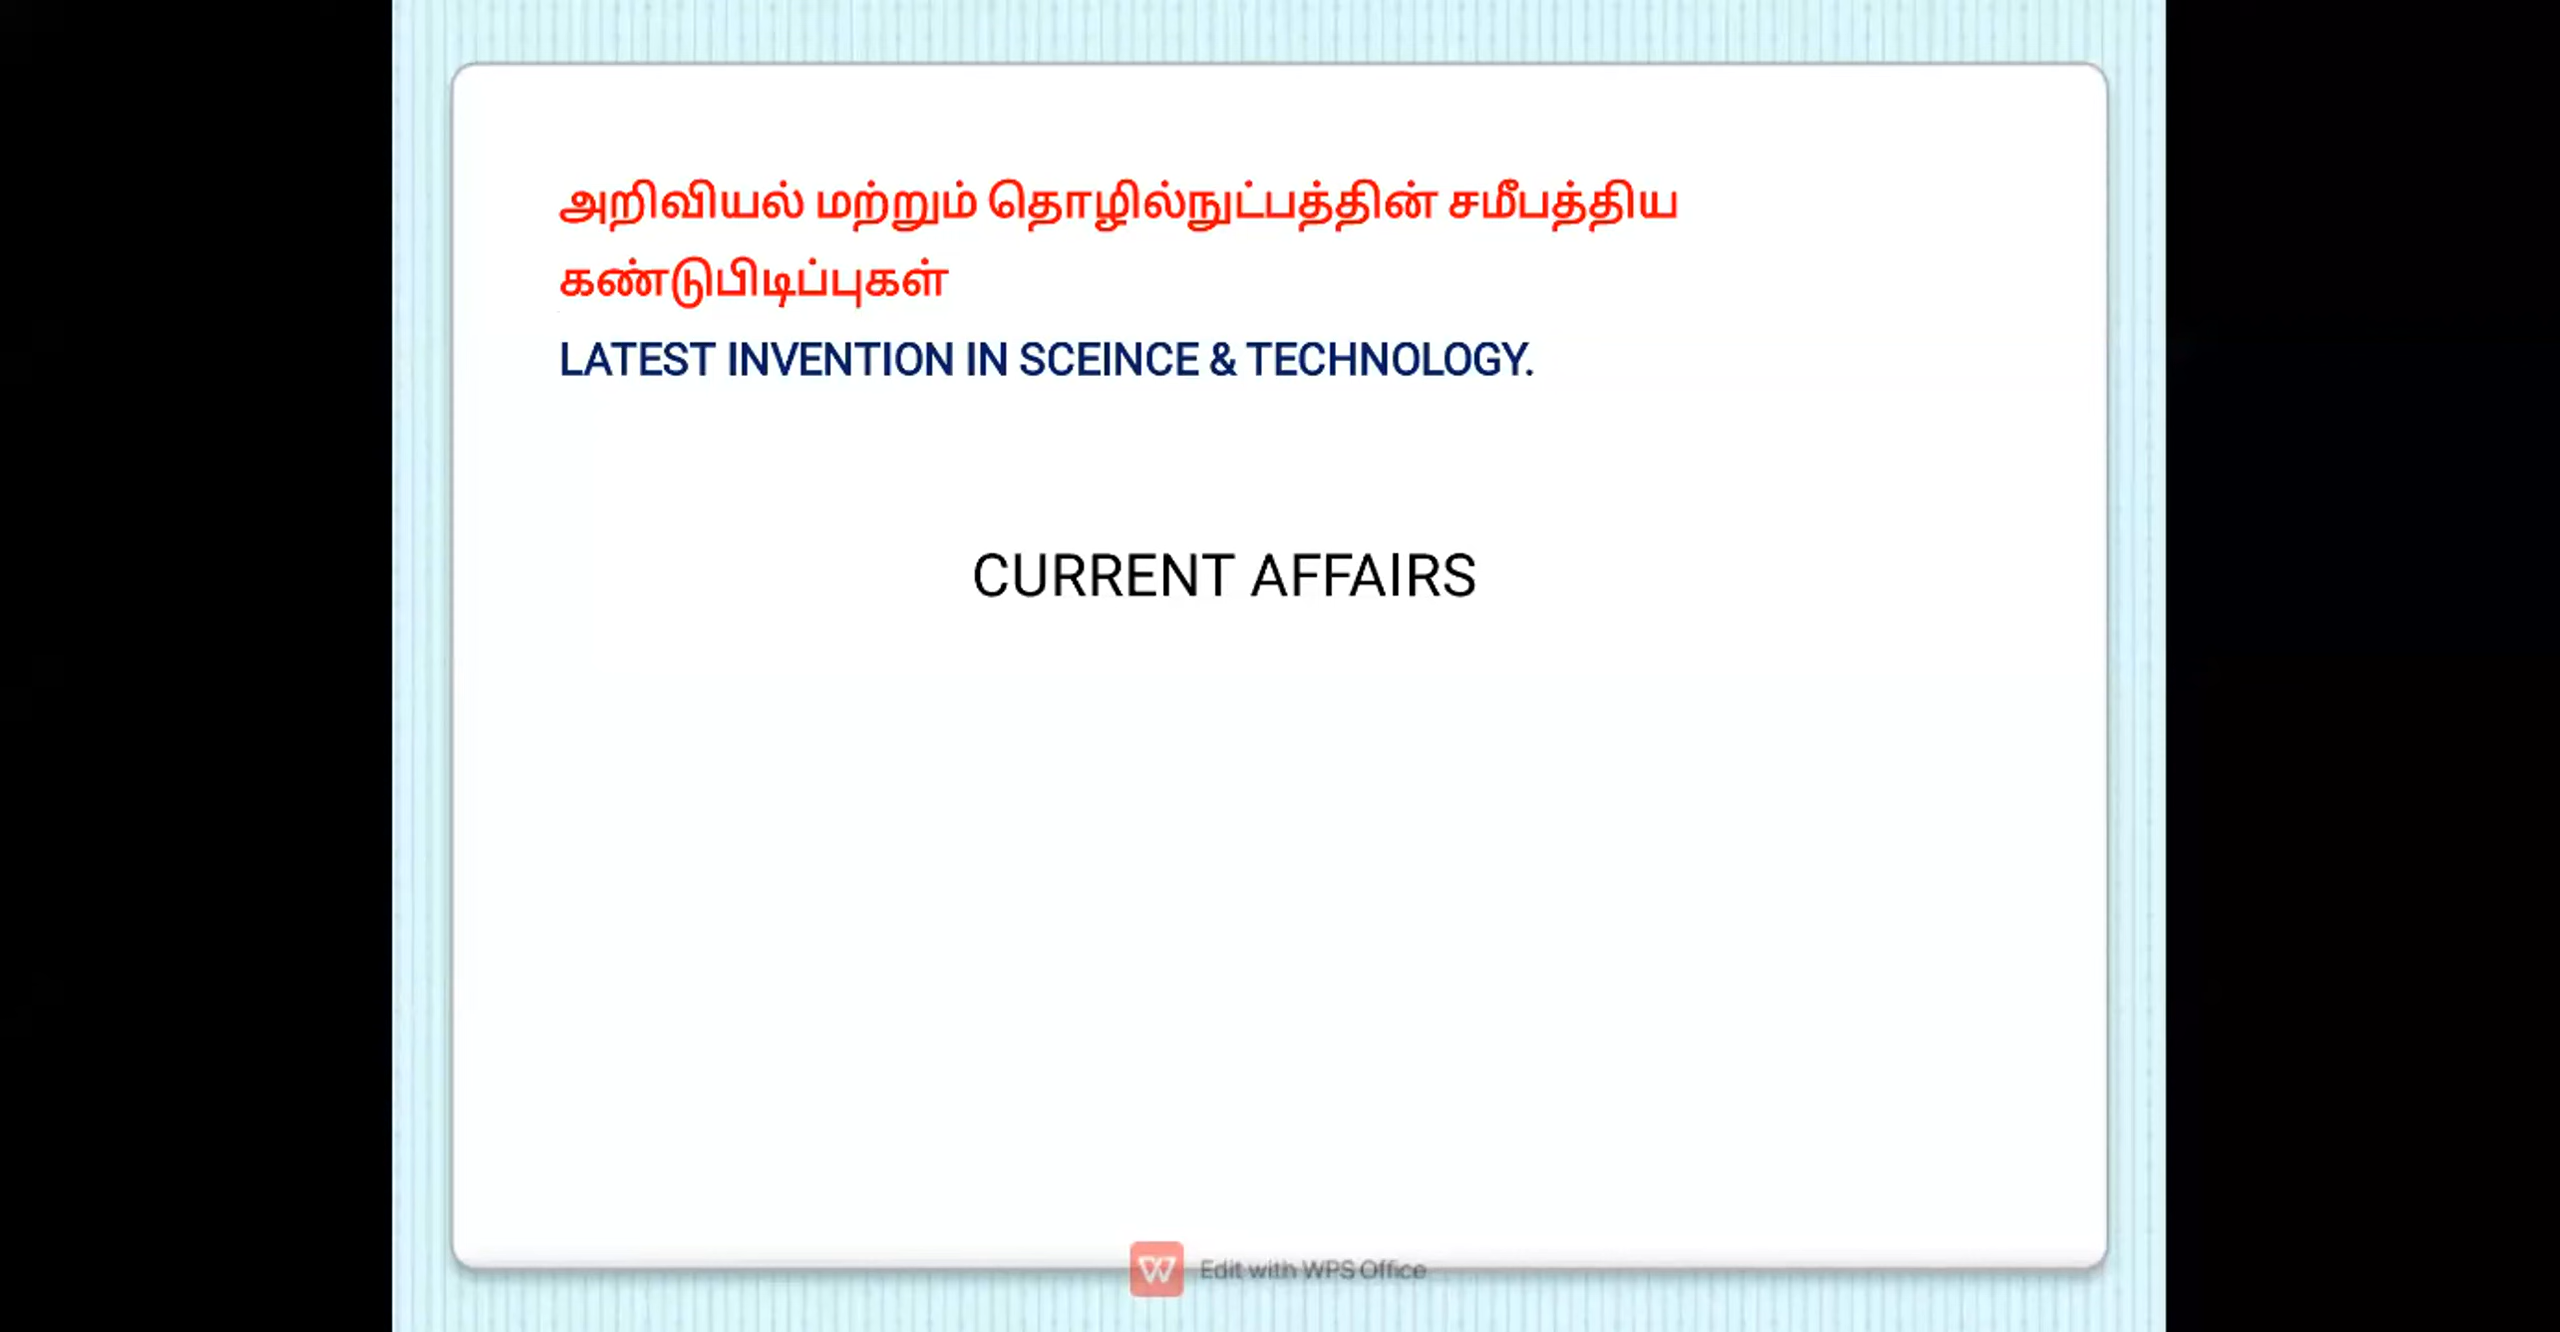 அறிவியல் மற்றும் தொழில்நுட்பத்தின் சமீபத்திய
கண்டுபிடிப்புகள்
LATEST INVENTION IN SCEINCE & TECHNOLOGY.
CURRENT AFFAIRS
W Edit with WPS Office